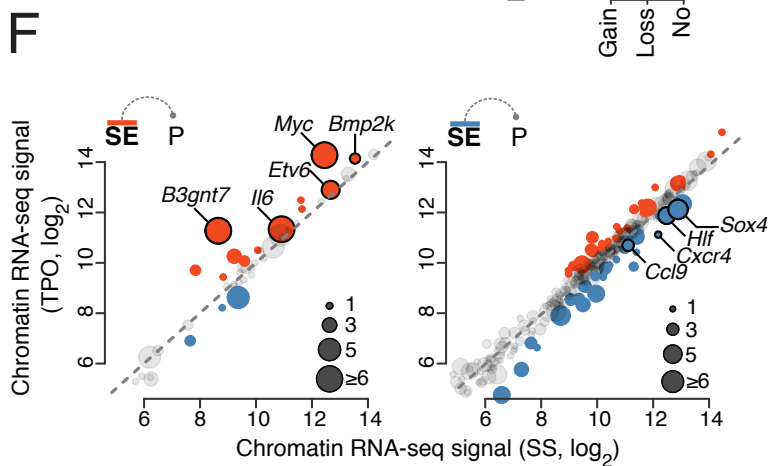 F
Gain
Loss
No
SE P
SE P
Myc Bmp2k
Etv6
B3gnt7 Il6
Sox4
Hlf
Cxcr4
Ccl9
Chromatin RNA-seq signal
(TPO, log2)
14
12
10
8
6
14
12
10
8
6
1
3
5
≥6
1
3
5
≥6
6 8 10 12 14
6 8 10 12 14
Chromatin RNA-seq signal (SS, log2)